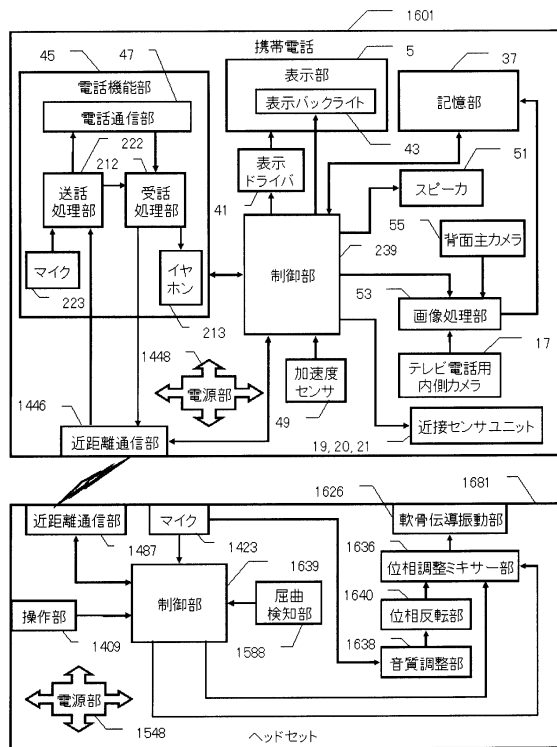 1601
45
47
携帯電話
5
37
電話機能部
電話通信部
表示部
表示バックライト
記憶部
222
212
43
51
送話
処理部
受話
処理部
表示
ドライバ
スピーカ
41
55
背面主カメラ
239
制御部
マイク
イヤ
ホン
53
画像処理部
223
213
17
1448
加速度
センサ
テレビ電話用
内側カメラ
1446
電源部
49
近距離通信部
近接センサユニット
19, 20, 21
1681
1626
近距離通信部
マイク
軟骨伝導振動部
1487
1423
1636
1639
位相調整ミキサー部
制御部
屈曲
検知部
1640
操作部
位相反転部
1638
1409
1588
音質調整部
電源部
1548
ヘッドセット